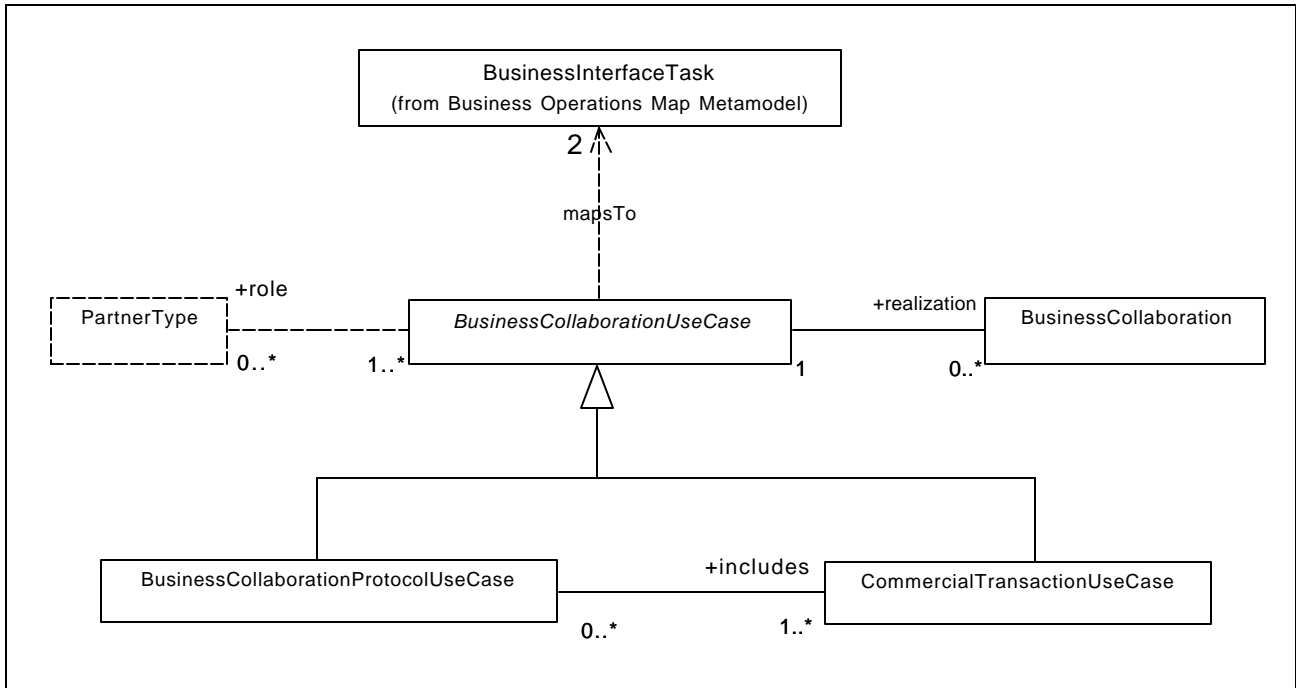 BusinessInterfaceTask
(from Business Operations Map Metamodel)
2
mapsTo
+role
PartnerType
0..*
1..*
BusinessCollaborationUseCase
1
+realization
0..*
BusinessCollaboration
BusinessCollaborationProtocolUseCase
0..*
+includes
1..*
CommercialTransactionUseCase